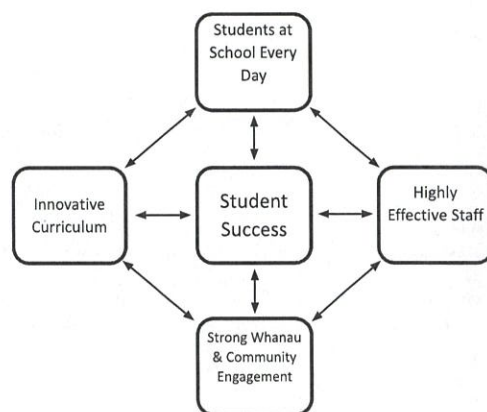 Students at
School Every
Day
Innovative
Curriculum
Student
Success
Highly
Effective Staff
Strong Whanau
& Community
Engagement